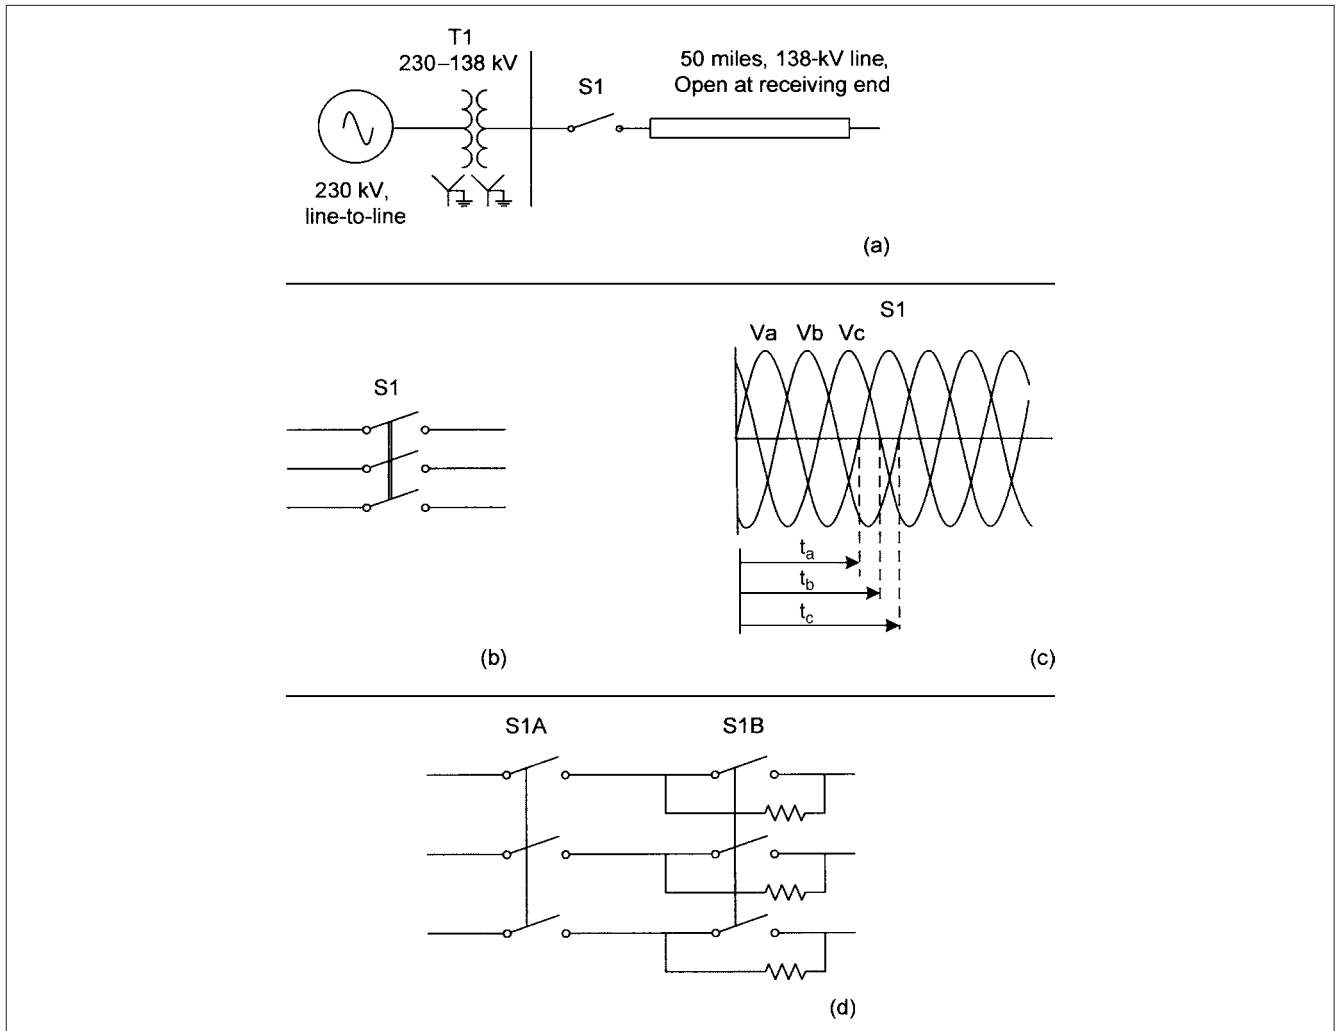 T1
230–138 kV
S1
50 miles, 138-kV line,
Open at receiving end
230 kV,
line-to-line
(a)
S1
(b)
S1
Va Vb Vc
ta
tb
tc
(c)
S1A
S1B
(d)